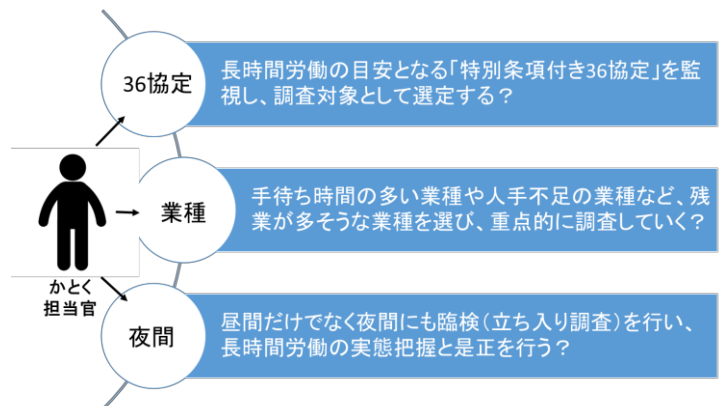 36協定
長時間労働の目安となる「特別条項付き36協定」を監
視し、調査対象として選定する？
業種
手待ち時間の多い業種や人手不足の業種など、残
業が多そうな業種を選び、重点的に調査していく？
かとく
担当官
夜間
昼間だけでなく夜間にも臨検（立ち入り調査）を行い、
長時間労働の実態把握と是正を行う？